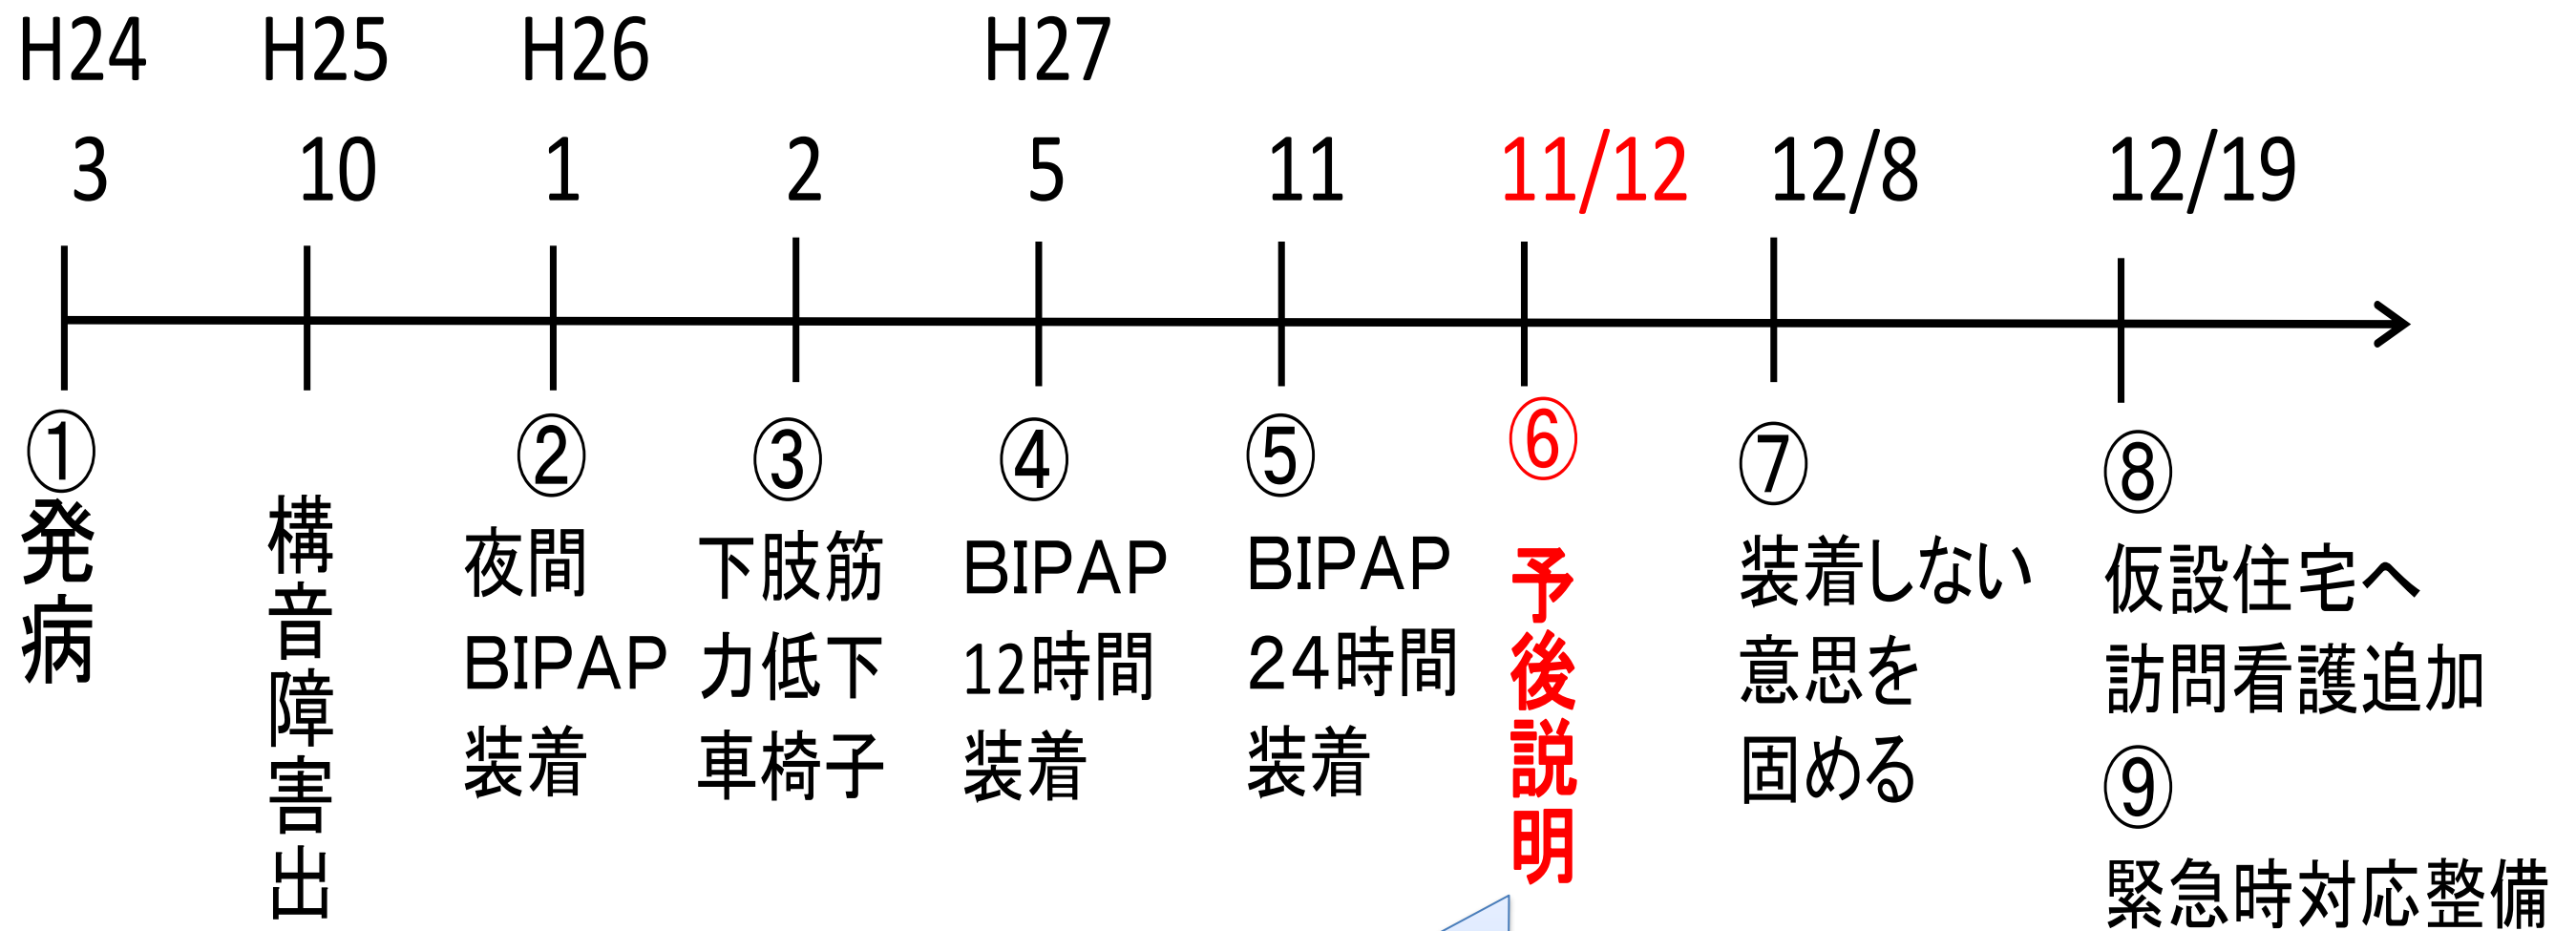 H24 H25 H26 H27
3 10 1 2 5 11 11/12 12/8 12/19
①
発病
構音障害出
②
夜間
BIPAP
装着
③
下肢筋
力低下
車椅子
④
BIPAP
12時間
装着
⑤
BIPAP
24時間
装着
⑥
予後説明
⑦
装着しない
意思を
固める
⑧
仮設住宅へ
訪問看護追加
⑨
緊急時対応整備